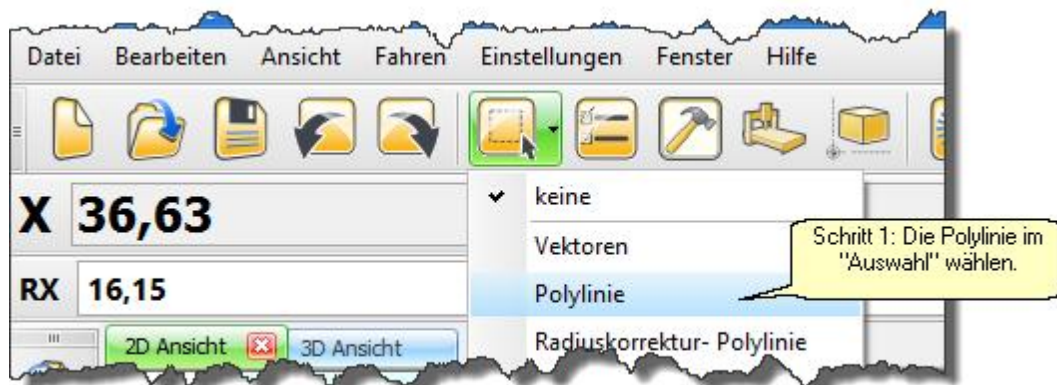 Datei Bearbeiten Ansicht Fahren Einstellungen Fenster Hilfe
X 36,63
keine
Vektoren
Schritt 1: Die Polylinie im
"Auswahl" wählen.
RX 16,15
Polylinie
2D Ansicht 3D Ansicht
Radiuskorrektur- Polylinie